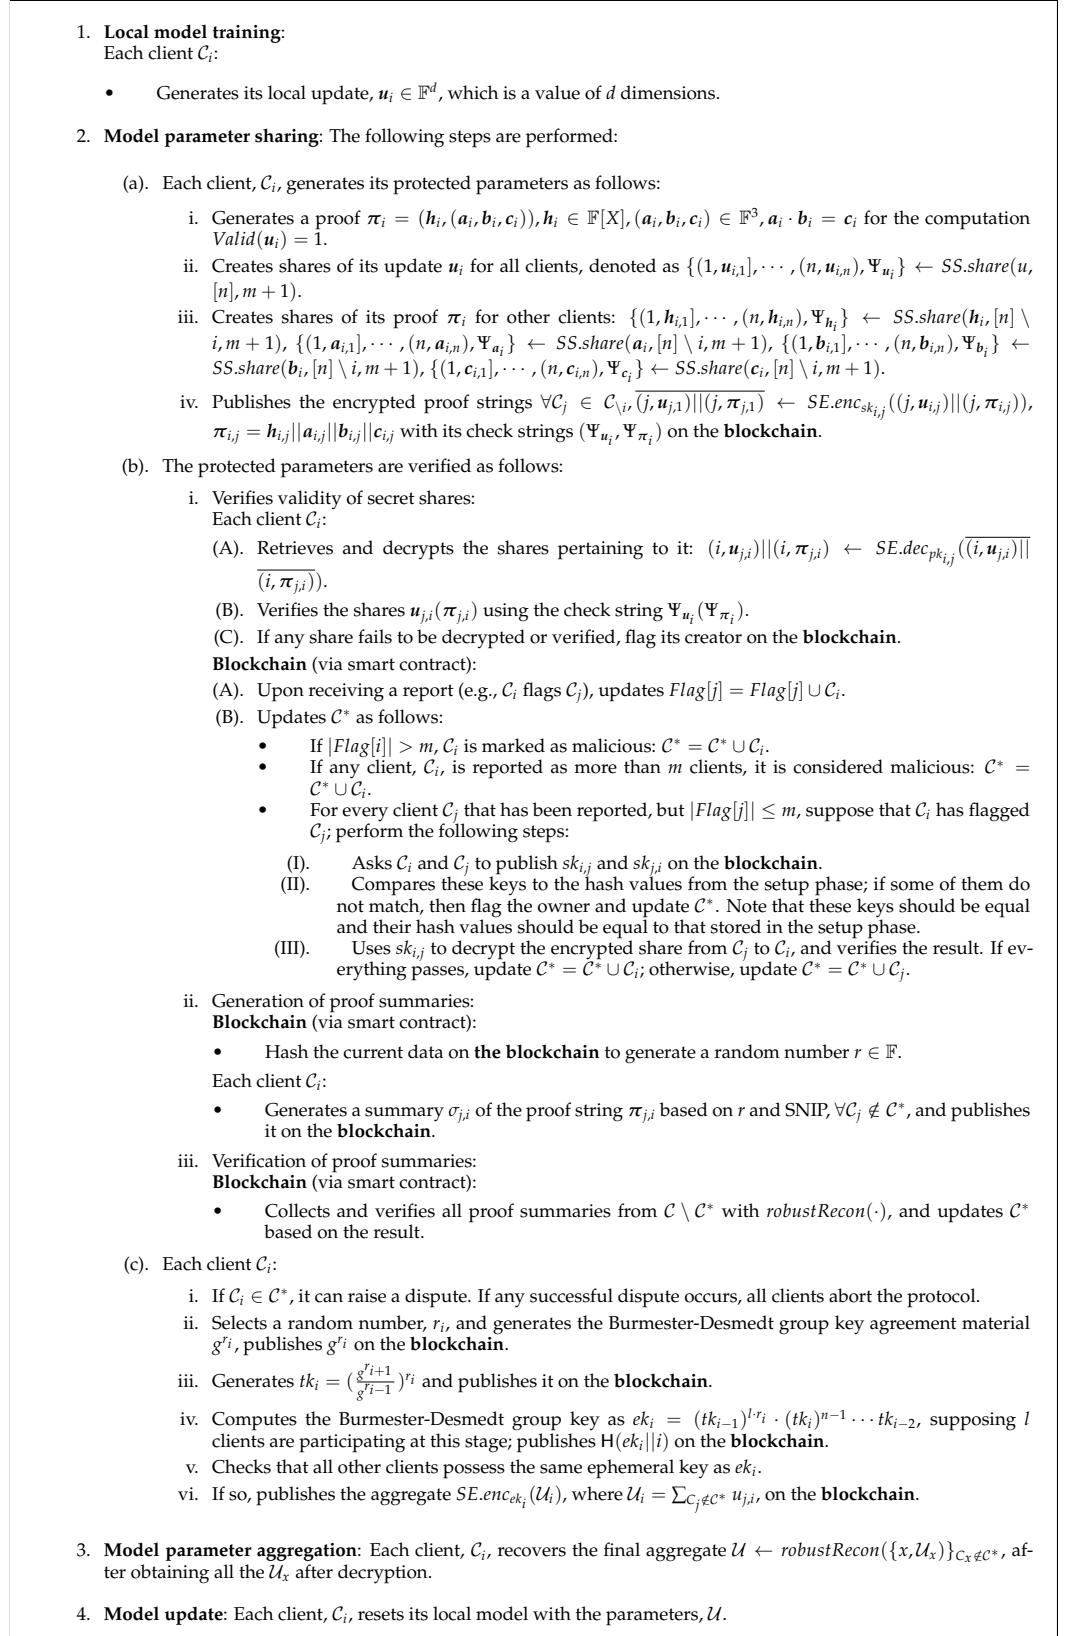 1. Local model training:
Each client 𝒞ᵢ:
• Generates its local update, 𝒖ᵢ ∈ 𝔽ᵈ, which is a value of d dimensions.
2. Model parameter sharing: The following steps are performed:
(a). Each client, 𝒞ᵢ, generates its protected parameters as follows:
i. Generates a proof π_i = (h_i, (a_i, b_i, c_i)), h_i ∈ 𝔽[X], (a_i, b_i, c_i) ∈ 𝔽³, a_i · b_i = c_i for the computation
Valid(u_i) = 1.
ii. Creates shares of its update u_i for all clients, denoted as {(1, u_{i,1}], ⋯ , (n, u_{i,n}), Ψ_{u_i}} ← SS.share(u,
[n], m + 1).
iii. Creates shares of its proof π_i for other clients: {(1, h_{i,1}], ⋯ , (n, h_{i,n}), Ψ_{h_i}} ← SS.share(h_i, [n] \
i, m + 1), {(1, a_{i,1}], ⋯ , (n, a_{i,n}), Ψ_{a_i}} ← SS.share(a_i, [n] \ i, m + 1), {(1, b_{i,1}], ⋯ , (n, b_{i,n}), Ψ_{b_i}} ←
SS.share(b_i, [n] \ i, m + 1), {(1, c_{i,1}], ⋯ , (n, c_{i,n}), Ψ_{c_i}} ← SS.share(c_i, [n] \ i, m + 1).
iv. Publishes the encrypted proof strings ∀𝒞_j ∈ 𝒞_{\i}, \overline{(j, u_{j,1})||(j, π_{j,1})} ← SE.enc_{sk_{i,j}}((j, u_{i,j})||(j, π_{i,j})),
π_{i,j} = h_{i,j}||a_{i,j}||b_{i,j}||c_{i,j} with its check strings (Ψ_{u_i}, Ψ_{π_i}) on the blockchain.
(b). The protected parameters are verified as follows:
i. Verifies validity of secret shares:
Each client 𝒞_i:
(A). Retrieves and decrypts the shares pertaining to it: (i, u_{j,i})||(i, π_{j,i}) ← SE.dec_{pk_{i,j}}(\overline{(i, u_{j,i})||}
\overline{(i, π_{j,i})}).
(B). Verifies the shares u_{j,i}(π_{j,i}) using the check string Ψ_{u_i}(Ψ_{π_i}).
(C). If any share fails to be decrypted or verified, flag its creator on the blockchain.
Blockchain (via smart contract):
(A). Upon receiving a report (e.g., 𝒞_i flags 𝒞_j), updates Flag[j] = Flag[j] ∪ 𝒞_i.
(B). Updates 𝒞* as follows:
• If |Flag[i]| > m, 𝒞_i is marked as malicious: 𝒞* = 𝒞* ∪ 𝒞_i.
• If any client, 𝒞_i, is reported as more than m clients, it is considered malicious: 𝒞* =
𝒞* ∪ 𝒞_i.
• For every client 𝒞_j that has been reported, but |Flag[j]| ≤ m, suppose that 𝒞_i has flagged
𝒞_j; perform the following steps:
(I). Asks 𝒞_i and 𝒞_j to publish sk_{i,j} and sk_{j,i} on the blockchain.
(II). Compares these keys to the hash values from the setup phase; if some of them do
not match, then flag the owner and update 𝒞*. Note that these keys should be equal
and their hash values should be equal to that stored in the setup phase.
(III). Uses sk_{i,j} to decrypt the encrypted share from 𝒞_j to 𝒞_i, and verifies the result. If ev-
erything passes, update 𝒞* = 𝒞* ∪ 𝒞_i; otherwise, update 𝒞* = 𝒞* ∪ 𝒞_j.
ii. Generation of proof summaries:
Blockchain (via smart contract):
• Hash the current data on the blockchain to generate a random number r ∈ 𝔽.
Each client 𝒞_i:
• Generates a summary σ_{j,i} of the proof string π_{j,i} based on r and SNIP, ∀𝒞_j ∉ 𝒞*, and publishes
it on the blockchain.
iii. Verification of proof summaries:
Blockchain (via smart contract):
• Collects and verifies all proof summaries from 𝒞 \ 𝒞* with robustRecon(·), and updates 𝒞*
based on the result.
(c). Each client 𝒞_i:
i. If 𝒞_i ∈ 𝒞*, it can raise a dispute. If any successful dispute occurs, all clients abort the protocol.
ii. Selects a random number, r_i, and generates the Burmester-Desmedt group key agreement material
g^{r_i}, publishes g^{r_i} on the blockchain.
iii. Generates tk_i = (\frac{g^{r_i+1}}{g^{r_i−1}})^{r_i} and publishes it on the blockchain.
iv. Computes the Burmester-Desmedt group key as ek_i = (tk_{i−1})^{l·r_i} · (tk_i)^{n−1} ⋯ tk_{i−2}, supposing l
clients are participating at this stage; publishes H(ek_i||i) on the blockchain.
v. Checks that all other clients possess the same ephemeral key as ek_i.
vi. If so, publishes the aggregate SE.enc_{ek_i}(𝒰_i), where 𝒰_i = ∑_{C_j∉𝒞*} u_{j,i}, on the blockchain.
3. Model parameter aggregation: Each client, 𝒞_i, recovers the final aggregate 𝒰 ← robustRecon({x, 𝒰_x)}_{C_x∉𝒞*}, af-
ter obtaining all the 𝒰_x after decryption.
4. Model update: Each client, 𝒞_i, resets its local model with the parameters, 𝒰.